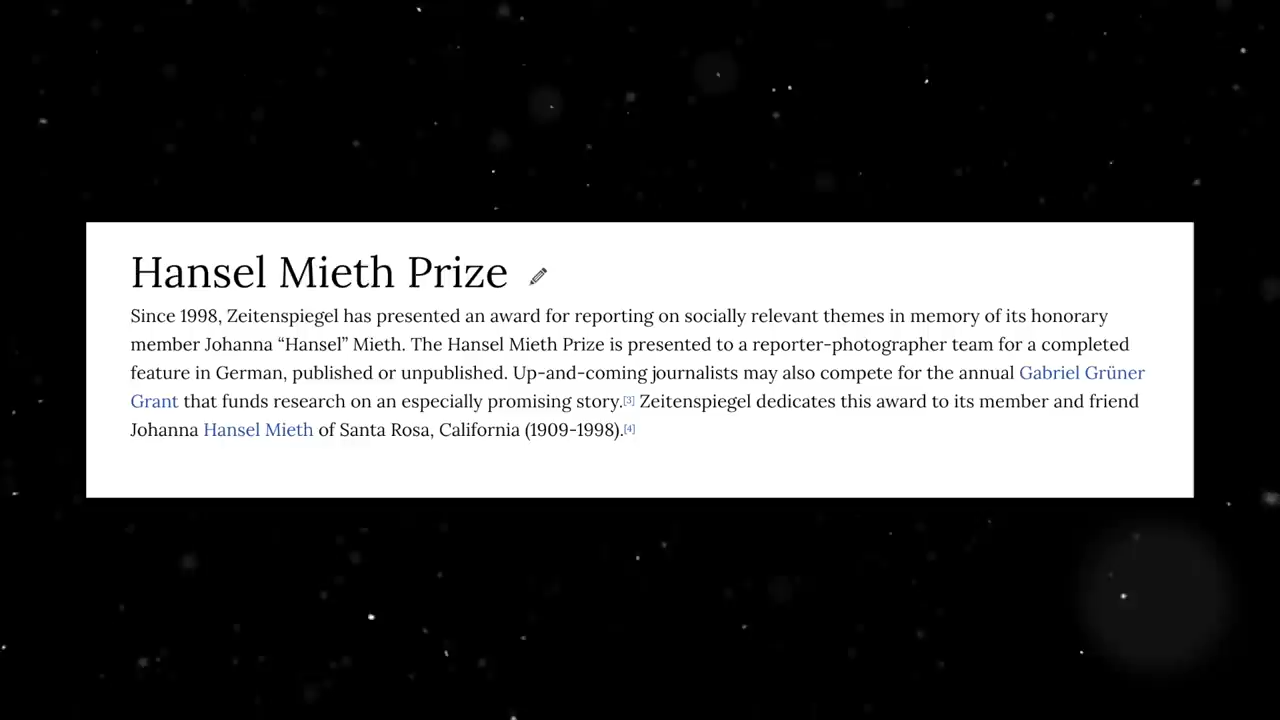 Hansel Mieth Prize
Since 1998, Zeitenspiegel has presented an award for reporting on socially relevant themes in memory of its honorary
member Johanna “Hansel” Mieth. The Hansel Mieth Prize is presented to a reporter-photographer team for a completed
feature in German, published or unpublished. Up-and-coming journalists may also compete for the annual Gabriel Grüner
Grant that funds research on an especially promising story.[3] Zeitenspiegel dedicates this award to its member and friend
Johanna Hansel Mieth of Santa Rosa, California (1909-1998).[4]